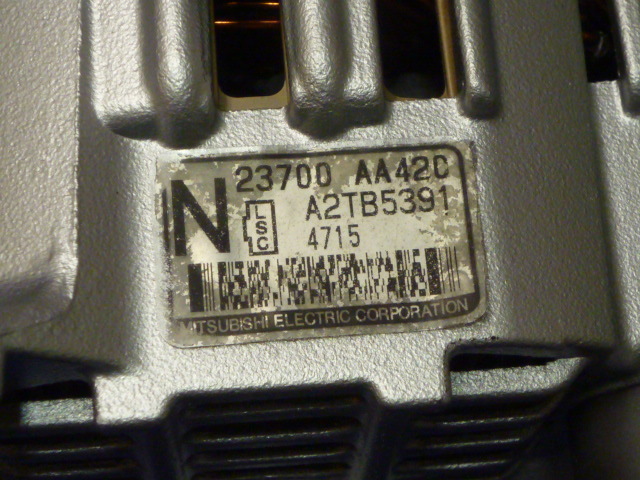 N 23700 AA42C
LSC A2TB5391
4715
MITSUBISHI ELECTRIC CORPORATION